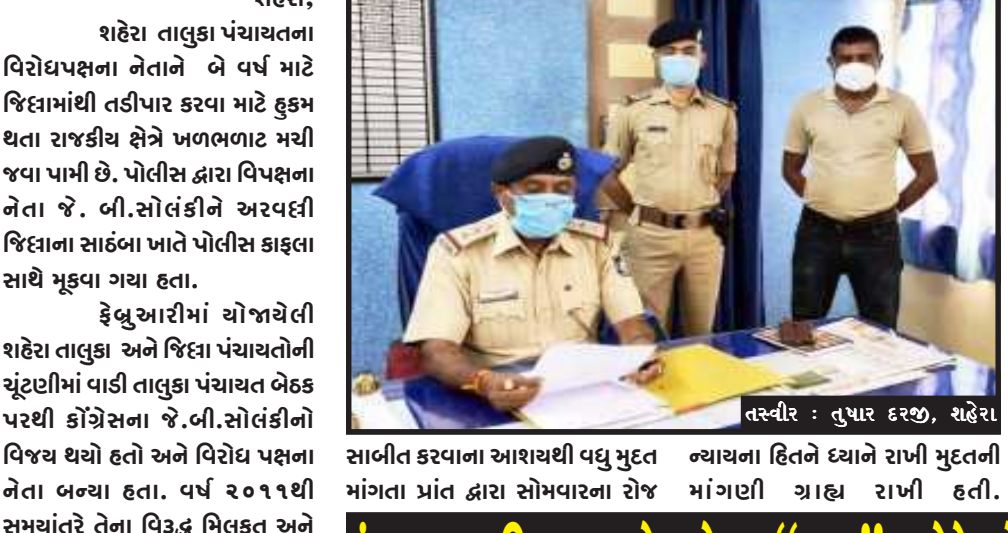 શહેરા,
શહેરા તાલુકા પંચાયતના
વિરોધપક્ષના નેતાને બે વર્ષ માટે
જિલ્લામાંથી તડીપાર કરવા માટે હુકમ
થતા રાજકીય ક્ષેત્રે ખળભળાટ મચી
જવા પામી છે. પોલીસ દ્વારા વિપક્ષના
નેતા જે. બી.સોલંકીને અરવલ્લી
જિલ્લાના સાઠંબા ખાતે પોલીસ કાફલા
સાથે મૂકવા ગયા હતા.
ફેબ્રુઆરીમાં યોજાયેલી
શહેરા તાલુકા અને જિલ્લા પંચાયતોની
ચૂંટણીમાં વાડી તાલુકા પંચાયત બેઠક
પરથી કોંગ્રેસના જે.બી.સોલંકીનો
વિજય થયો હતો અને વિરોધ પક્ષના
નેતા બન્યા હતા. વર્ષ ૨૦૧૧થી
સમયાંતરે તેના વિરૂદ્ધ મિલકત અને
તસ્વીર : તુષાર દરજી, શહેરા
સાબીત કરવાના આશયથી વધુ મુદત
માંગતા પ્રાંત દ્વારા સોમવારના રોજ
ન્યાયના હિતને ધ્યાને રાખી મુદતની
માંગણી ગ્રાહ્ય રાખી હતી.